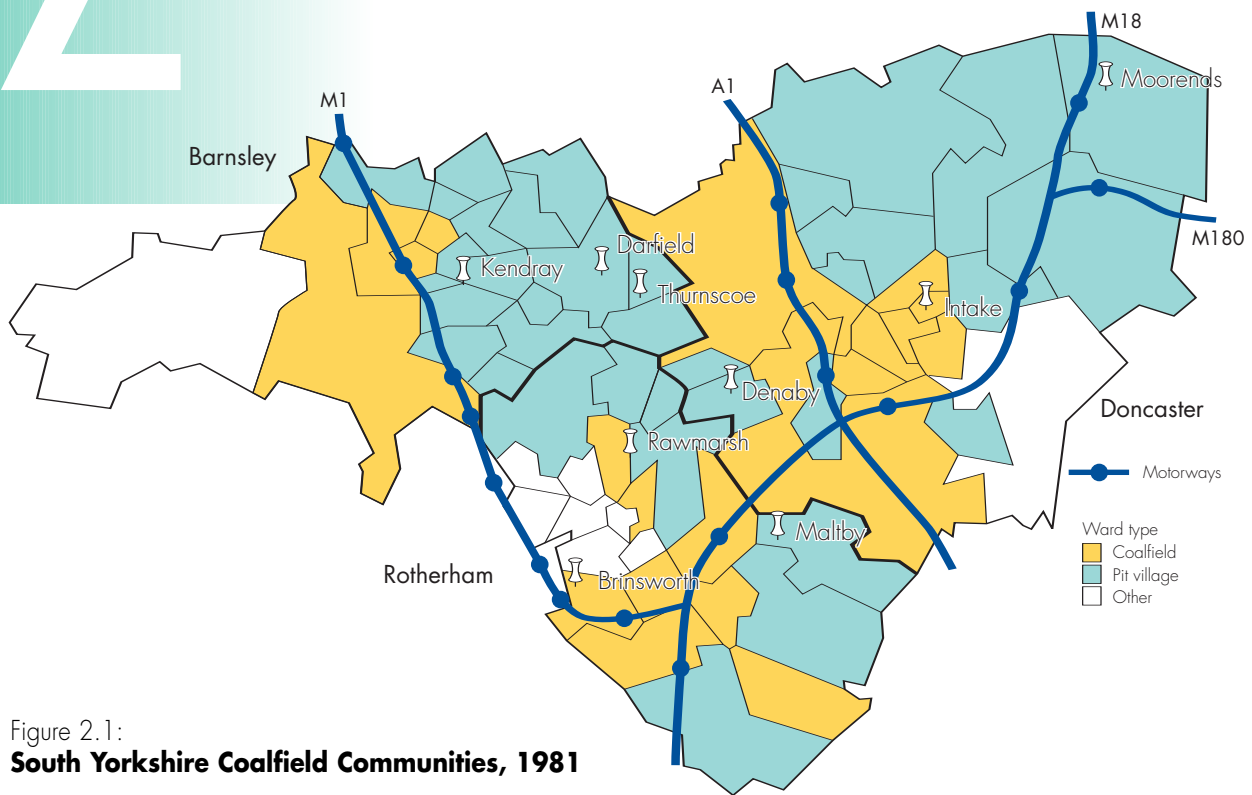 2
M18
Moorends
M1
A1
Barnsley
M180
Darfield
Kendray
Thurnscoe
Intake
Denaby
Doncaster
Rawmarsh
Motorways
Maltby
Ward type
Coalfield
Pit village
Other
Rotherham
Brinsworth
Figure 2.1:
South Yorkshire Coalfield Communities, 1981